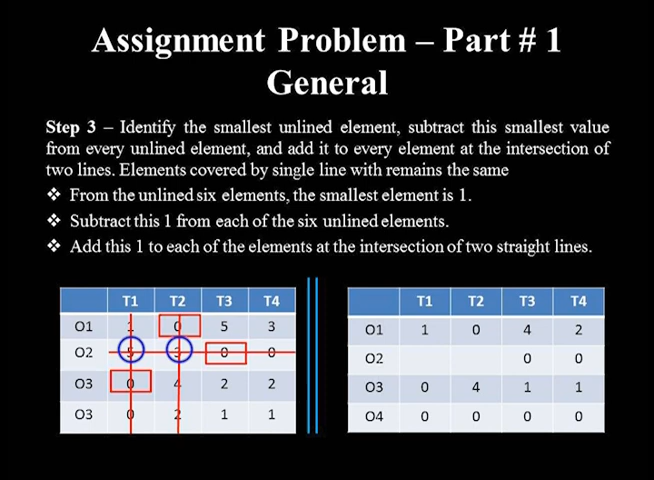 Assignment Problem – Part # 1
General
Step 3 – Identify the smallest unlined element, subtract this smallest value
from every unlined element, and add it to every element at the intersection of
two lines. Elements covered by single line with remains the same
❖ From the unlined six elements, the smallest element is 1.
❖ Subtract this 1 from each of the six unlined elements.
❖ Add this 1 to each of the elements at the intersection of two straight lines.
T1 T2 T3 T4
O1 1 0 5 3
O2 5 3 0 0
O3 0 4 2 2
O3 0 2 1 1
T1 T2 T3 T4
O1 1 0 4 2
O2 0 0
O3 0 4 1 1
O4 0 0 0 0